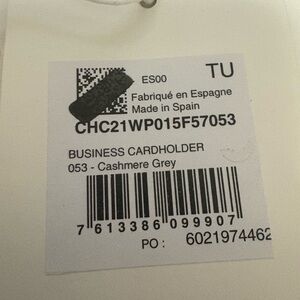 ES00
TU
Fabriqué en Espagne
Made in Spain
CHC21WP015F57053
BUSINESS CARDHOLDER
053 - Cashmere Grey
7 613386 099907
PO : 6021974462